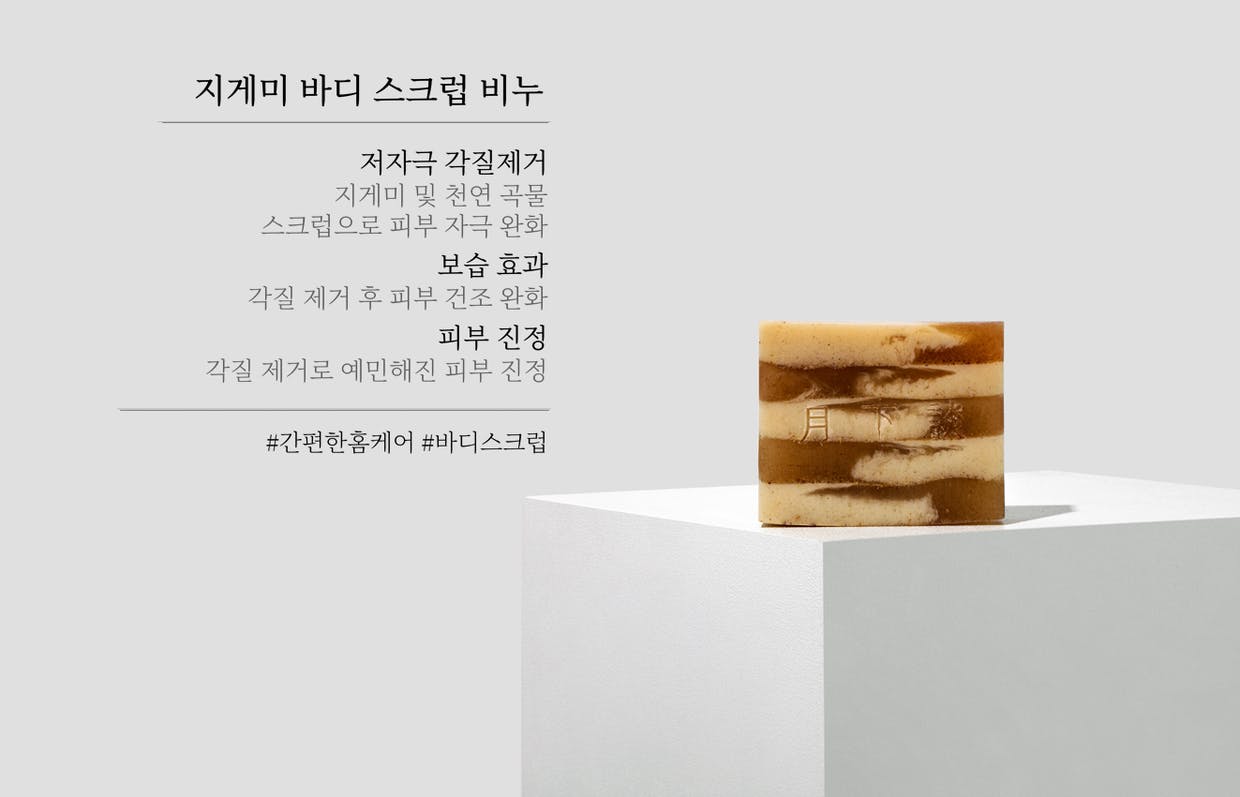 지게미 바디 스크럽 비누
저자극 각질제거
지게미 및 천연 곡물
스크럽으로 피부 자극 완화
보습 효과
각질 제거 후 피부 건조 완화
피부 진정
각질 제거로 예민해진 피부 진정
#간편한홈케어 #바디스크럽
月下